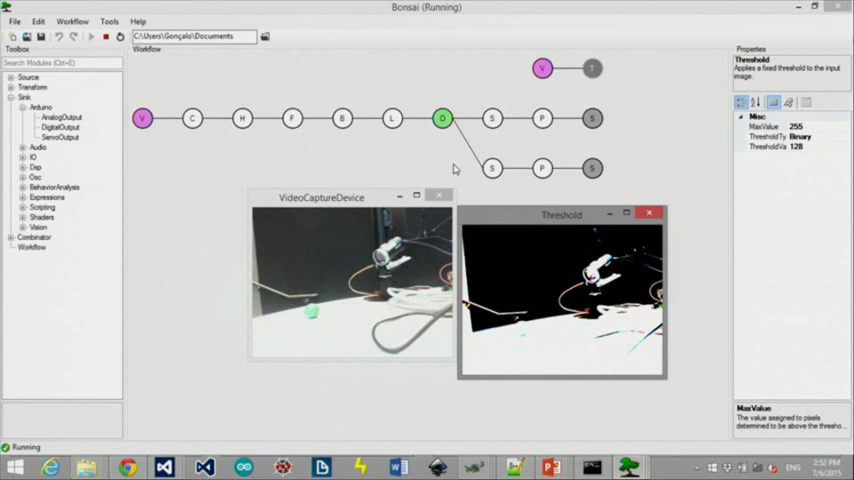 Bonsai (Running)
File Edit Workflow Tools Help
C:\Users\Gonçalo\Documents
Toolbox
Workflow
Properties
Search Modules (Ctrl+E)
Source
Transform
Sink
Arduino
AnalogOutput
DigitalOutput
ServoOutput
Audio
IO
Dsp
Osc
BehaviorAnalysis
Expressions
Scripting
Shaders
Vision
Combinator
Workflow
V T
V C H F B L O S P S
S P S
VideoCaptureDevice
Threshold
Threshold
Applies a fixed threshold to the input
image.
Misc
MaxValue 255
ThresholdTy Binary
ThresholdVa 128
MaxValue
The value assigned to pixels
determined to be above the thresho...
Running
ENG
2:52 PM
7/6/2015